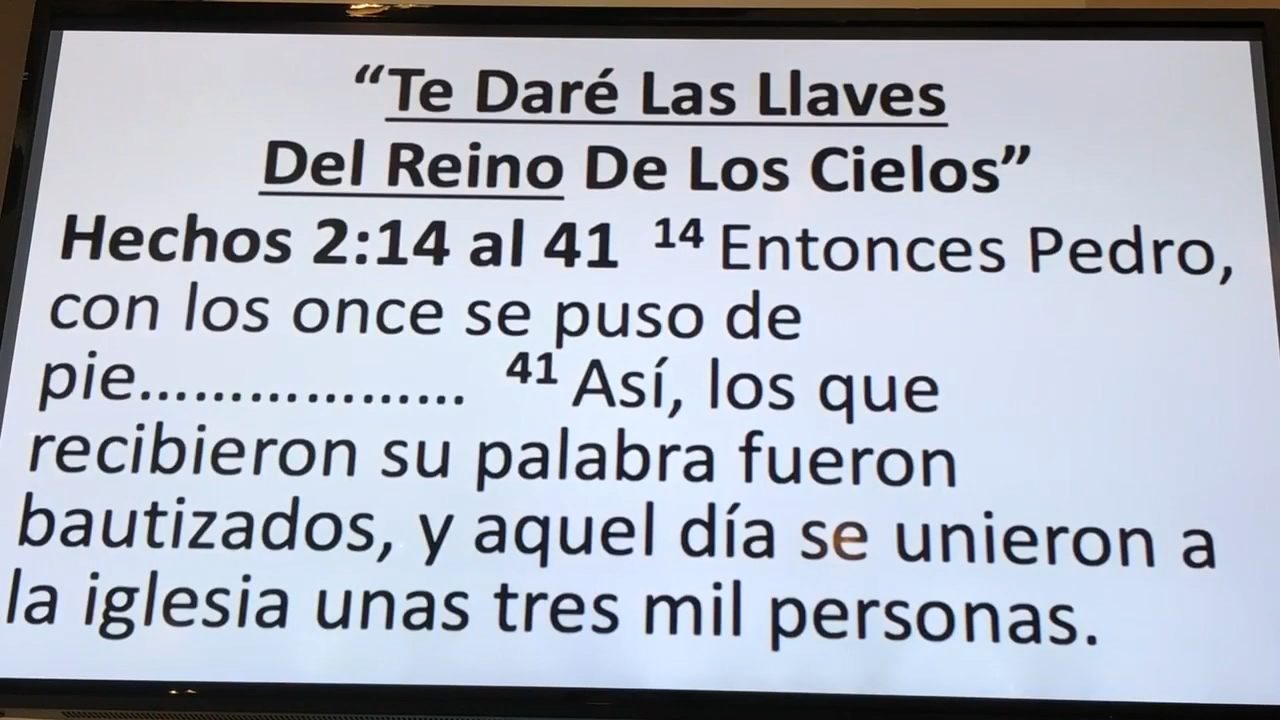 “Te Daré Las Llaves
Del Reino De Los Cielos”
Hechos 2:14 al 41 14 Entonces Pedro,
con los once se puso de
pie.................. 41 Así, los que
recibieron su palabra fueron
bautizados, y aquel día se unieron a
la iglesia unas tres mil personas.